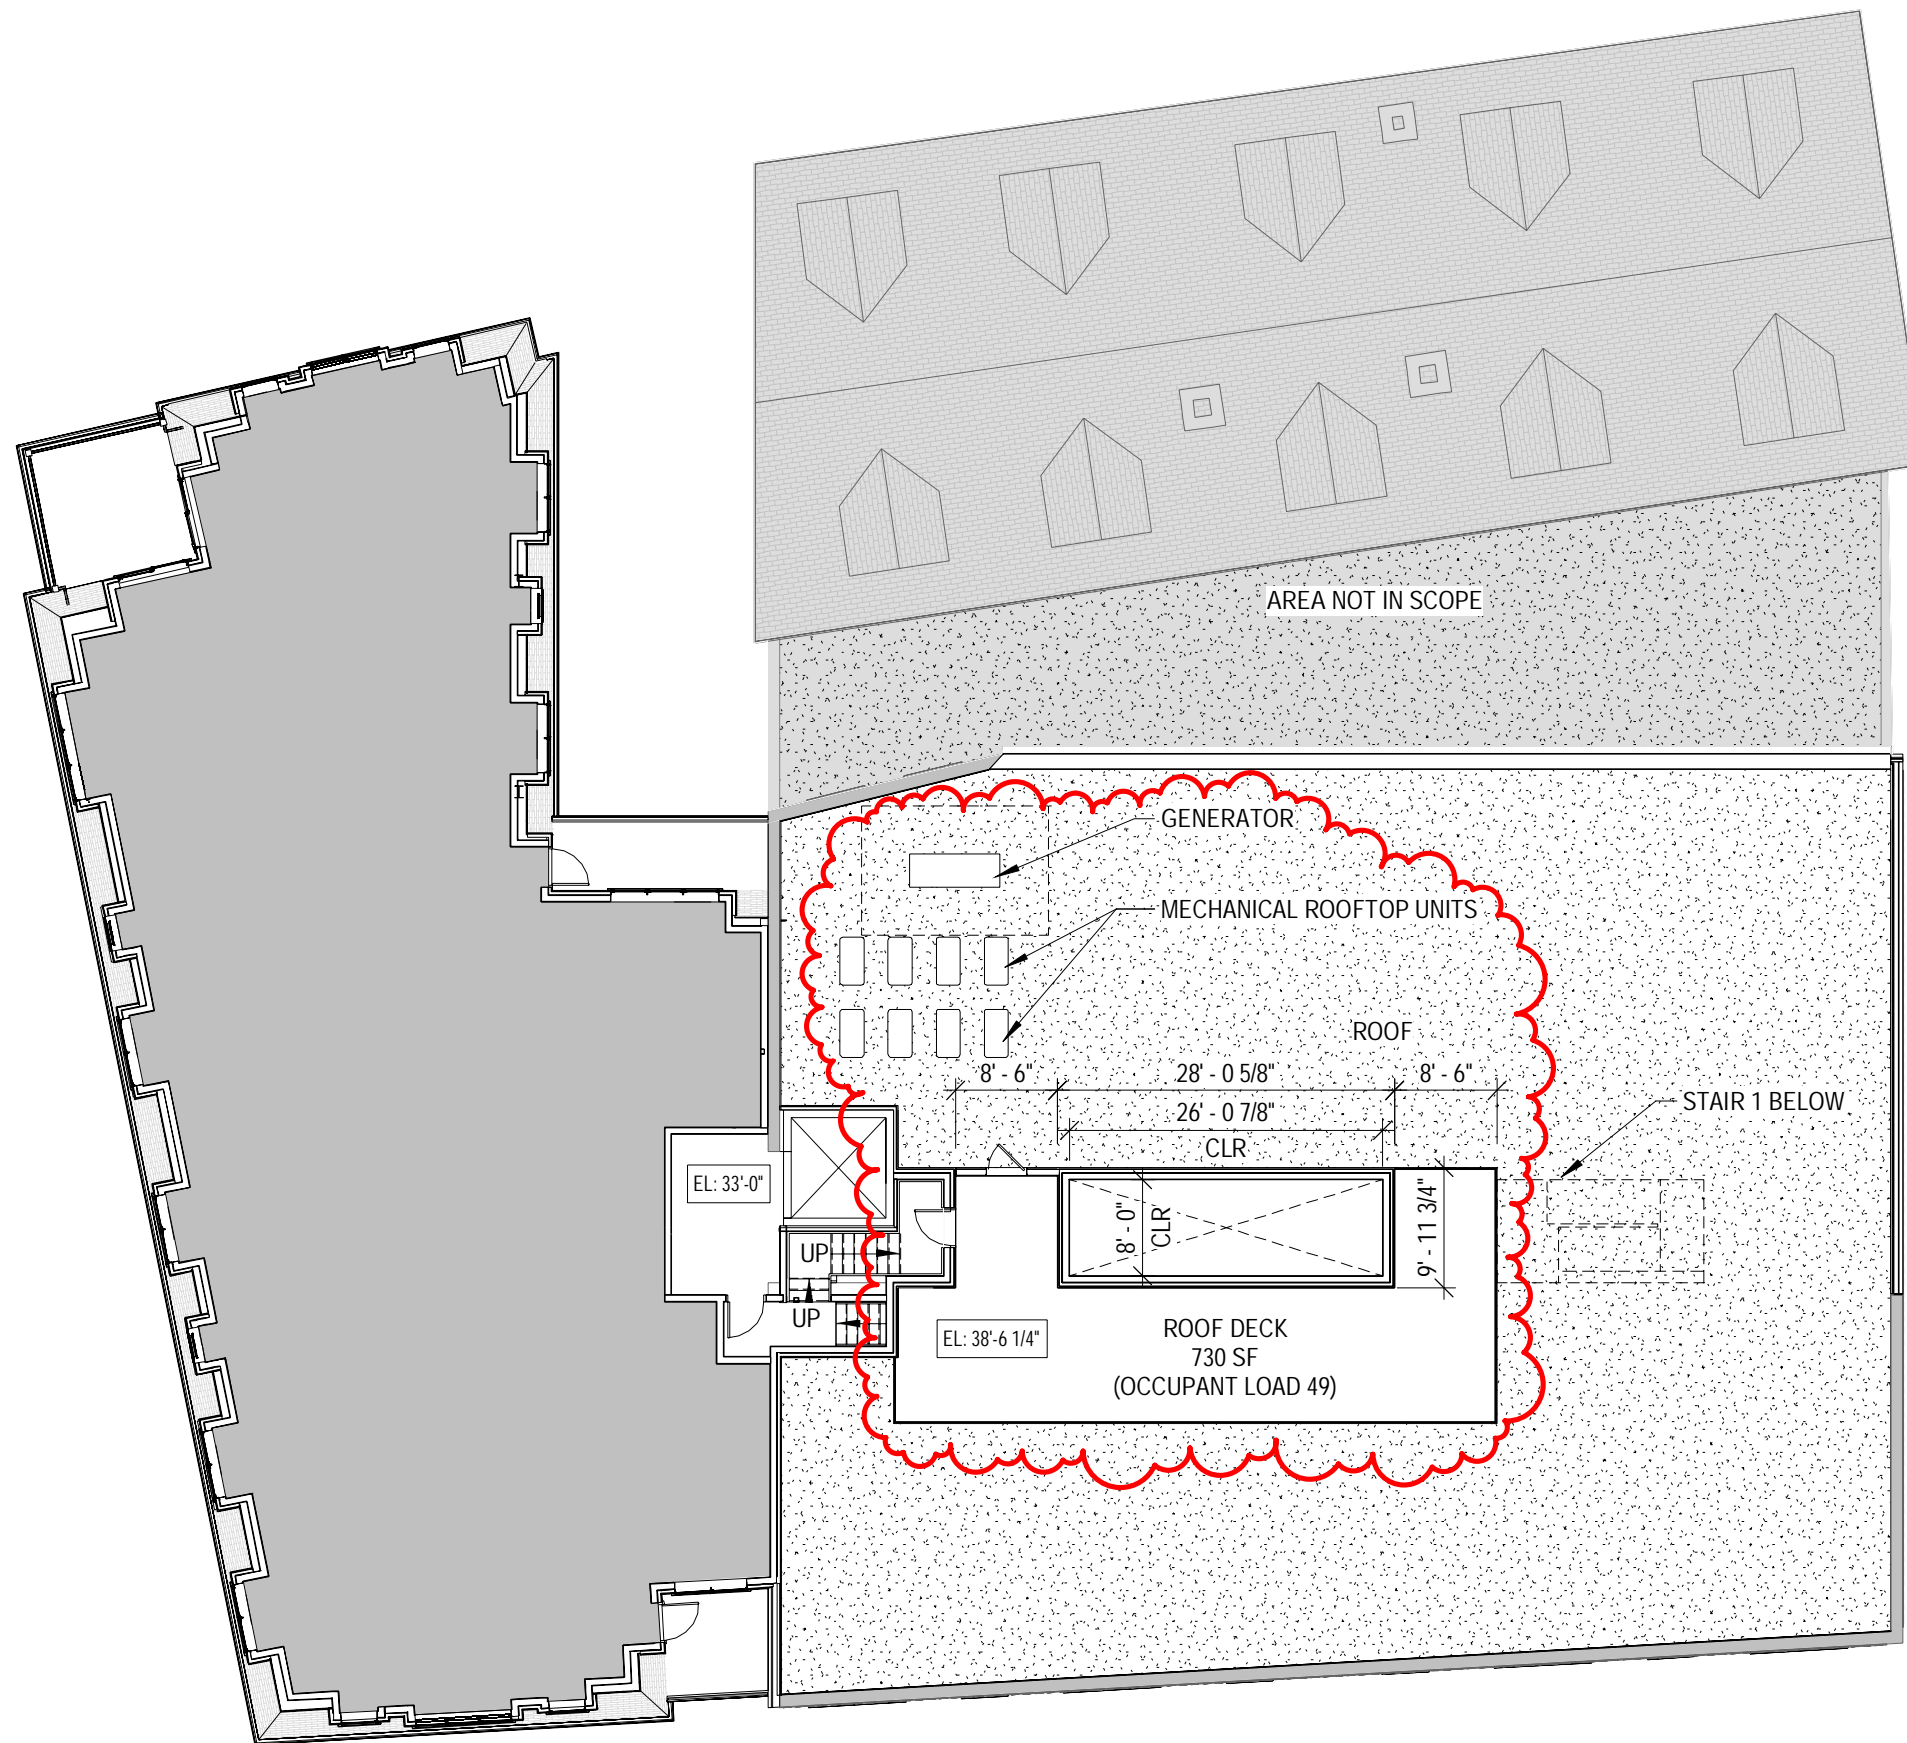 AREA NOT IN SCOPE
GENERATOR
MECHANICAL ROOFTOP UNITS
ROOF
8' - 6"
28' - 0 5/8"
8' - 6"
26' - 0 7/8"
CLR
STAIR 1 BELOW
EL: 33'-0"
8' - 0"
CLR
9' - 11 3/4"
UP
UP
EL: 38'-6 1/4"
ROOF DECK
730 SF
(OCCUPANT LOAD 49)